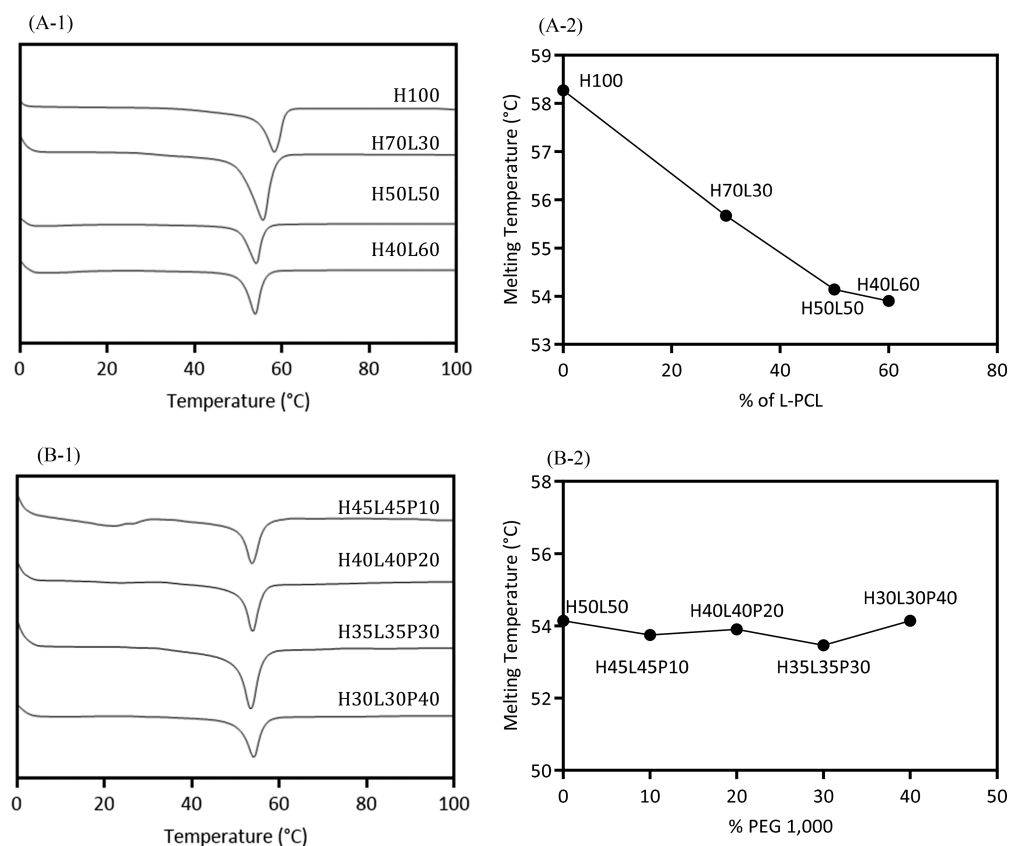 (A-1)
H100
H70L30
H50L50
H40L60
0 20 40 60 80 100
Temperature (°C)
(A-2)
59
58
57
56
55
54
53
Melting Temperature (°C)
H100
H70L30
H40L60
H50L50
0 20 40 60 80
% of L-PCL
(B-1)
H45L45P10
H40L40P20
H35L35P30
H30L30P40
0 20 40 60 80 100
Temperature (°C)
(B-2)
58
56
54
52
50
Melting Temperature (°C)
H50L50
H45L45P10
H40L40P20
H35L35P30
H30L30P40
0 10 20 30 40 50
% PEG 1,000